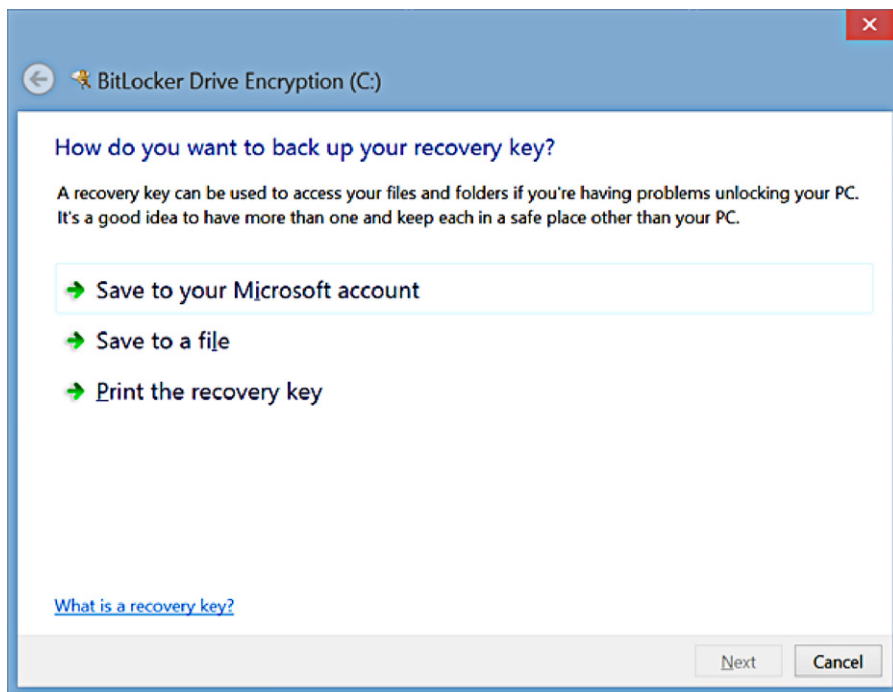 BitLocker Drive Encryption (C:)
How do you want to back up your recovery key?
A recovery key can be used to access your files and folders if you're having problems unlocking your PC.
It's a good idea to have more than one and keep each in a safe place other than your PC.
Save to your Microsoft account
Save to a file
Print the recovery key
What is a recovery key?
Next Cancel